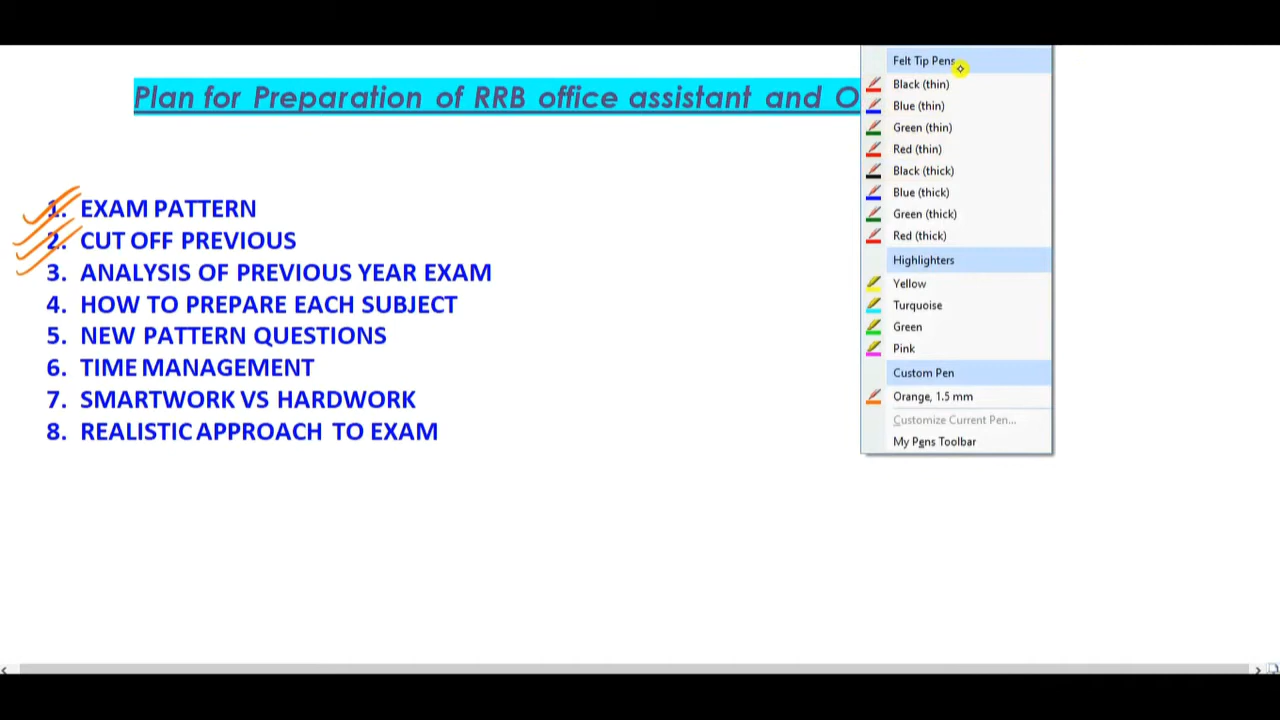 Plan for Preparation of RRB office assistant and O
1. EXAM PATTERN
2. CUT OFF PREVIOUS
3. ANALYSIS OF PREVIOUS YEAR EXAM
4. HOW TO PREPARE EACH SUBJECT
5. NEW PATTERN QUESTIONS
6. TIME MANAGEMENT
7. SMARTWORK VS HARDWORK
8. REALISTIC APPROACH TO EXAM
Felt Tip Pens
Black (thin)
Blue (thin)
Green (thin)
Red (thin)
Black (thick)
Blue (thick)
Green (thick)
Red (thick)
Highlighters
Yellow
Turquoise
Green
Pink
Custom Pen
Orange, 1.5 mm
Customize Current Pen...
My Pens Toolbar